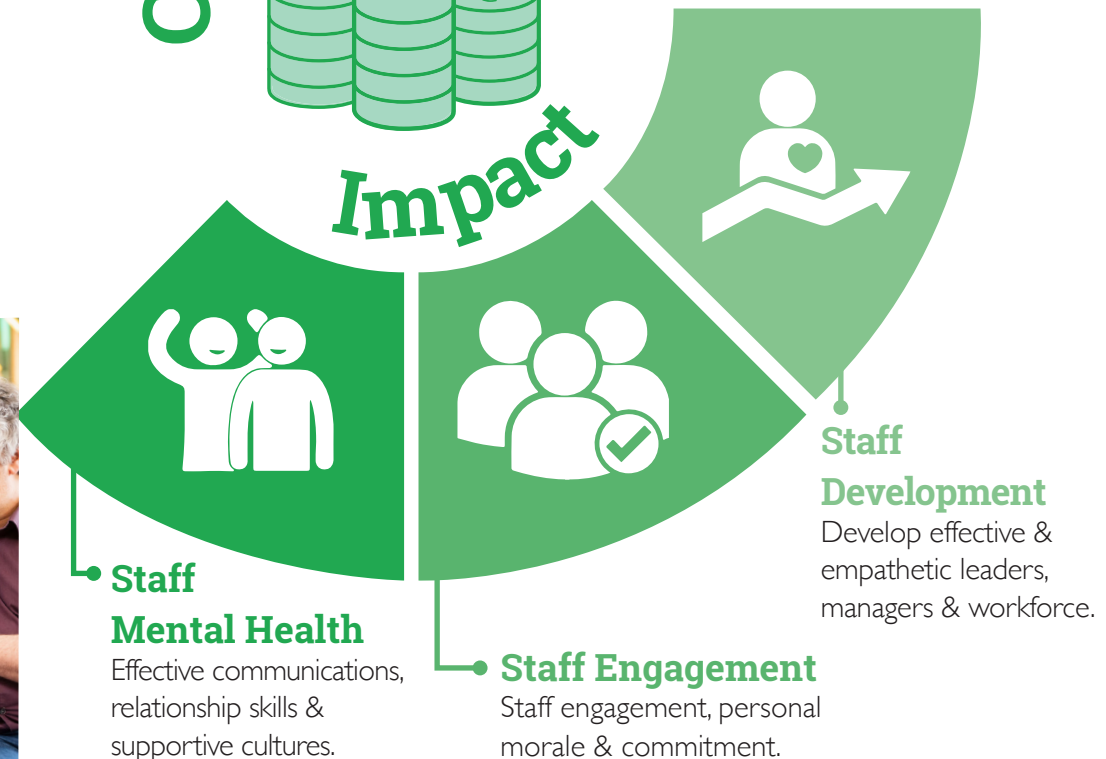 Impact
Staff
Development
Develop effective &
empathetic leaders,
managers & workforce.
Staff
Mental Health
Effective communications,
relationship skills &
supportive cultures.
Staff Engagement
Staff engagement, personal
morale & commitment.